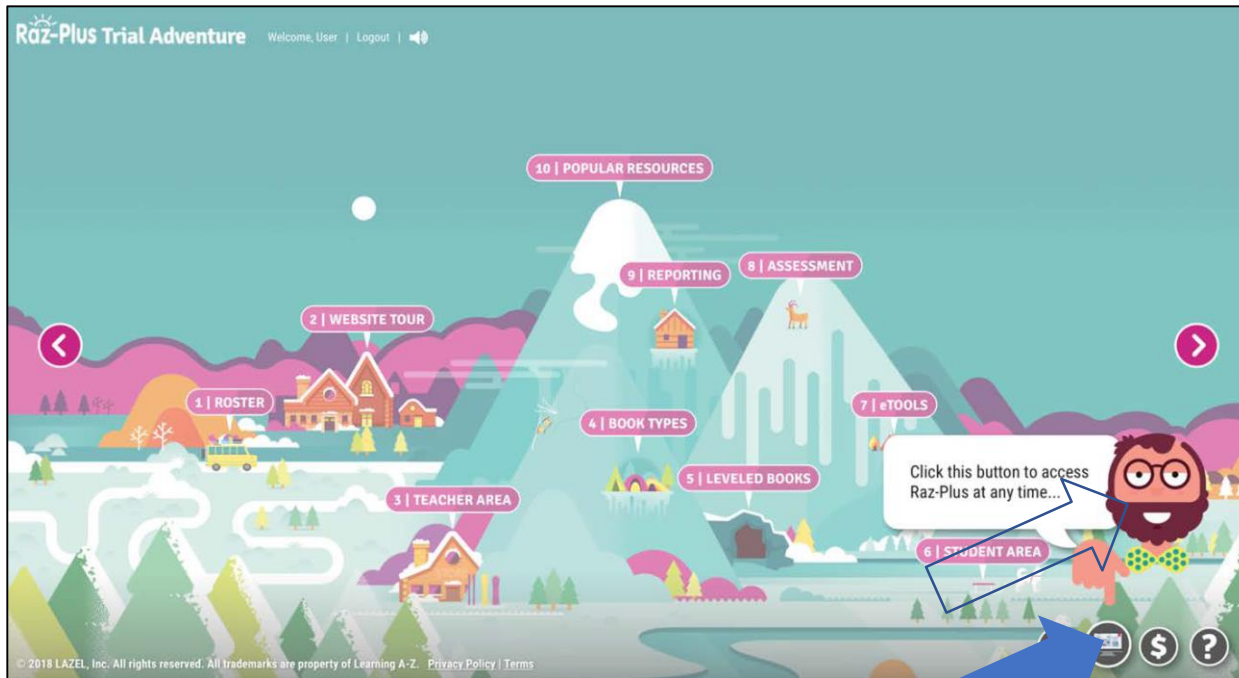 Raz-Plus Trial Adventure
Welcome, User | Logout |
10 | POPULAR RESOURCES
9 | REPORTING
8 | ASSESSMENT
2 | WEBSITE TOUR
1 | ROSTER
7 | eTOOLS
4 | BOOK TYPES
5 | LEVELED BOOKS
3 | TEACHER AREA
Click this button to access
Raz-Plus at any time...
6 | STUDENT AREA
$
?
© 2018 LAZEL, Inc. All rights reserved. All trademarks are property of Learning A-Z. Privacy Policy | Terms